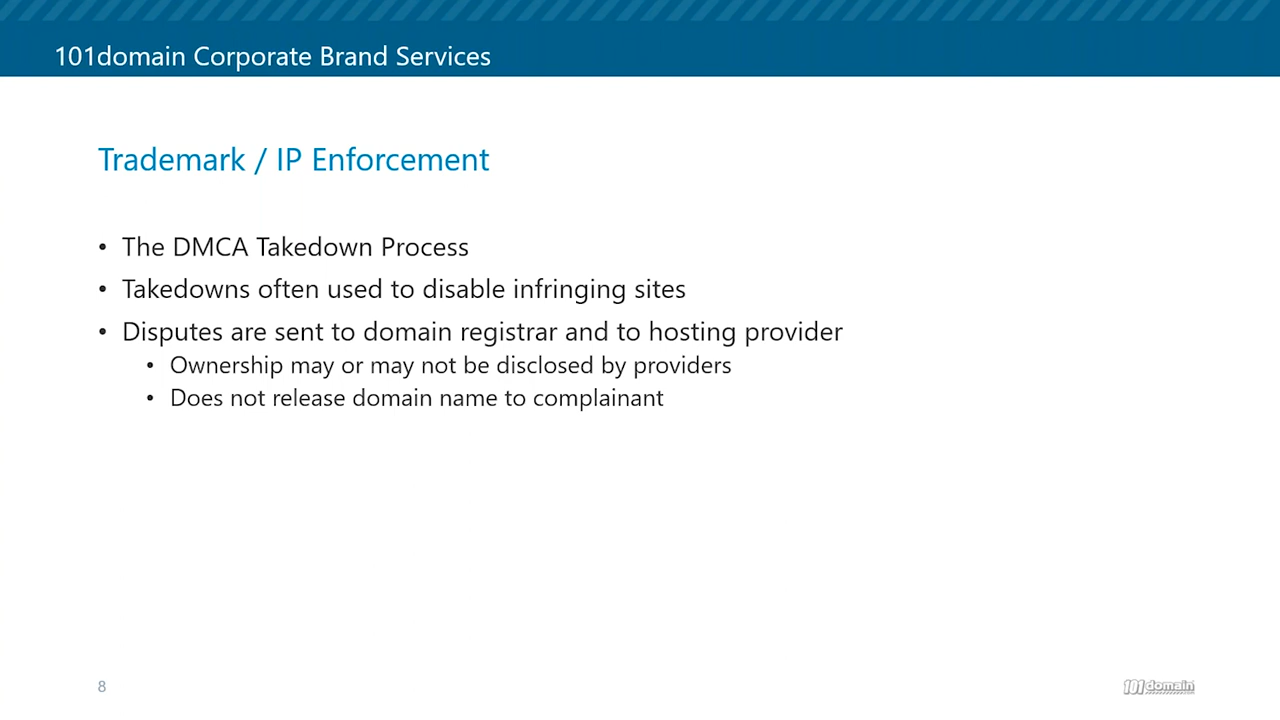 101domain Corporate Brand Services
Trademark / IP Enforcement
• The DMCA Takedown Process
• Takedowns often used to disable infringing sites
• Disputes are sent to domain registrar and to hosting provider
• Ownership may or may not be disclosed by providers
• Does not release domain name to complainant
8
101domain.com